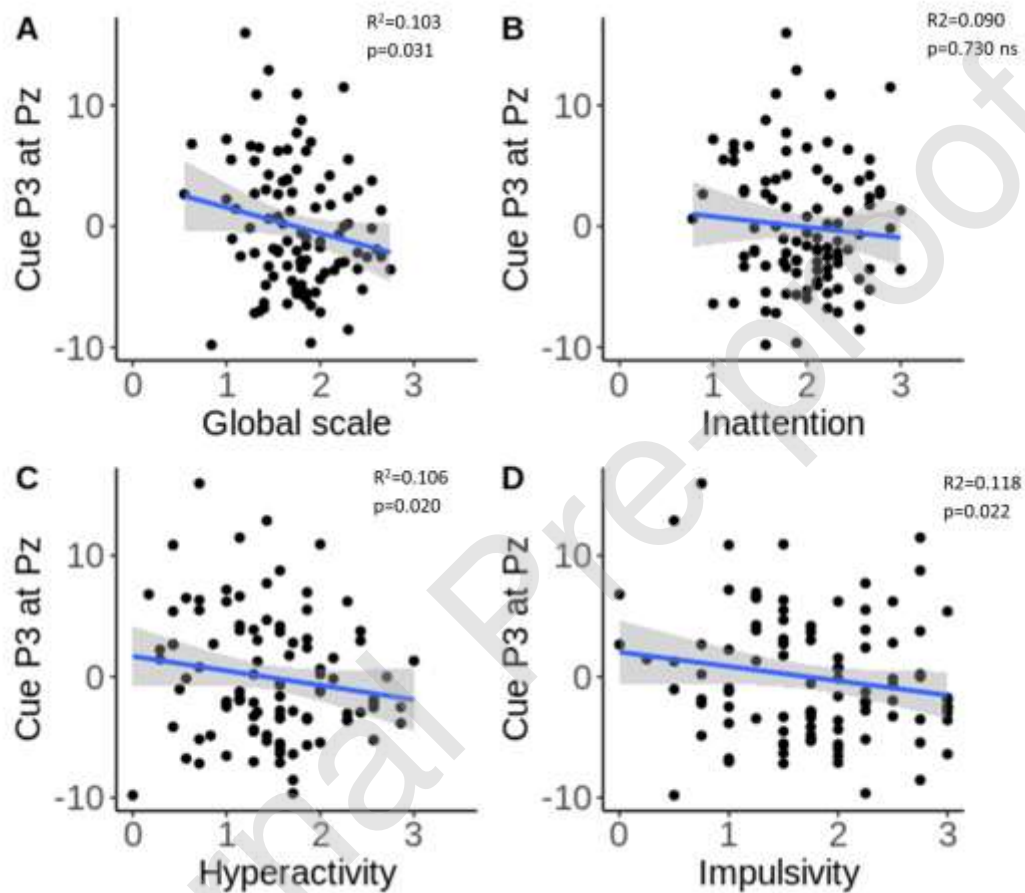 A
R²=0.103
p=0.031
Cue P3 at Pz
10
0
-10
0 1 2 3
Global scale
B
R2=0.090
p=0.730 ns
Cue P3 at Pz
10
0
-10
0 1 2 3
Inattention
C
R²=0.106
p=0.020
Cue P3 at Pz
10
0
-10
0 1 2 3
Hyperactivity
D
R2=0.118
p=0.022
Cue P3 at Pz
10
0
-10
0 1 2 3
Impulsivity
rnal Pre-proof